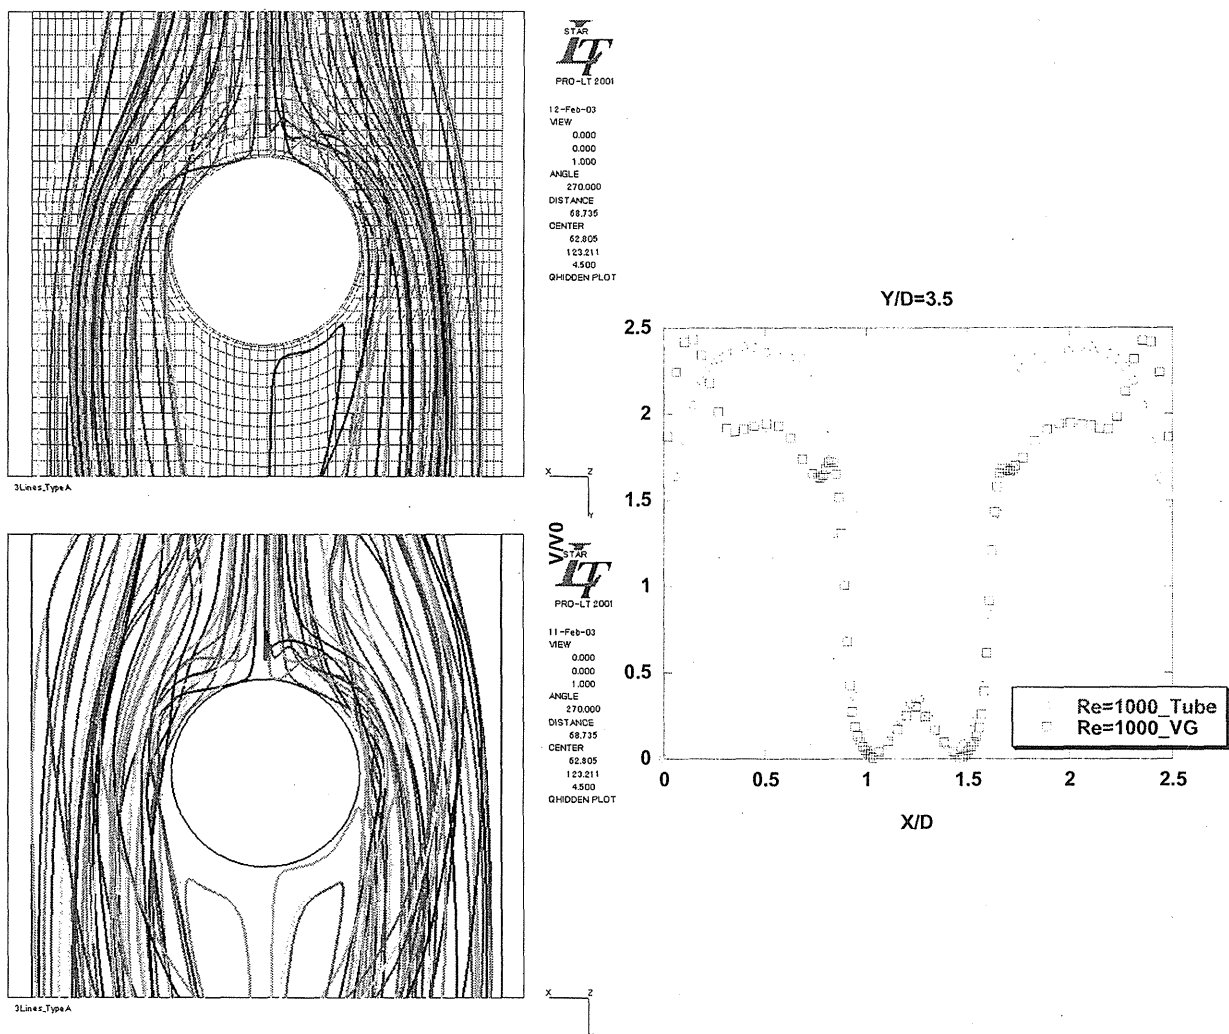 STAR
LT
PRO-LT 2001
12-Feb-03
VIEW
0.000
0.000
1.000
ANGLE
270.000
DISTANCE
68.735
CENTER
62.805
123.211
4.500
QHIDDEN PLOT
X
Z
Y
3Lines_TypeA
STAR
LT
PRO-LT 2001
11-Feb-03
VIEW
0.000
0.000
1.000
ANGLE
270.000
DISTANCE
68.735
CENTER
62.805
123.211
4.500
QHIDDEN PLOT
X
Z
3Lines_TypeA
Y/D=3.5
V/V0
2.5
2
1.5
1
0.5
0
0 0.5 1 1.5 2 2.5
X/D
Re=1000_Tube
Re=1000_VG